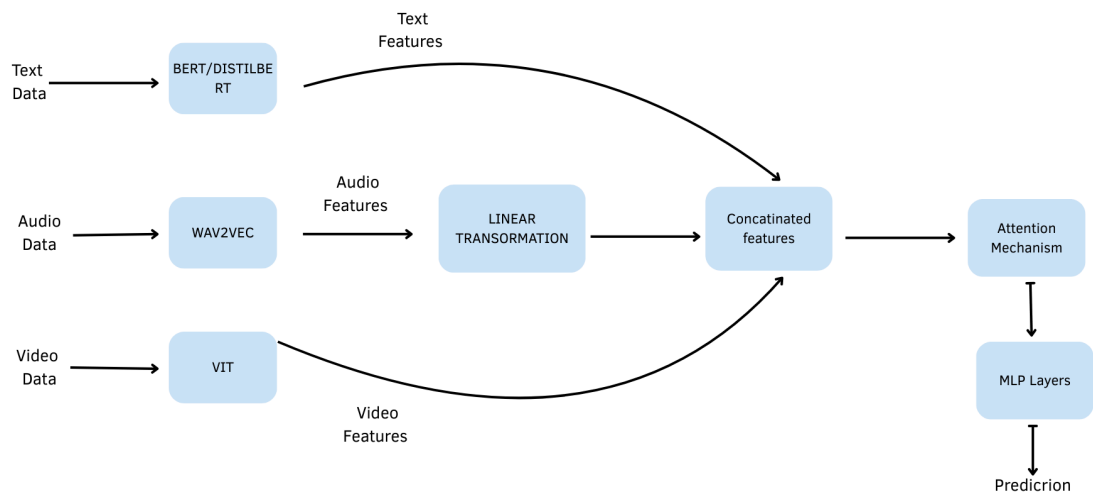 Text
Features
Text
Data
BERT/DISTILBE
RT
Audio
Features
Audio
Data
WAV2VEC
LINEAR
TRANSORMATION
Concatinated
features
Attention
Mechanism
Video
Data
VIT
MLP Layers
Video
Features
Predicrion